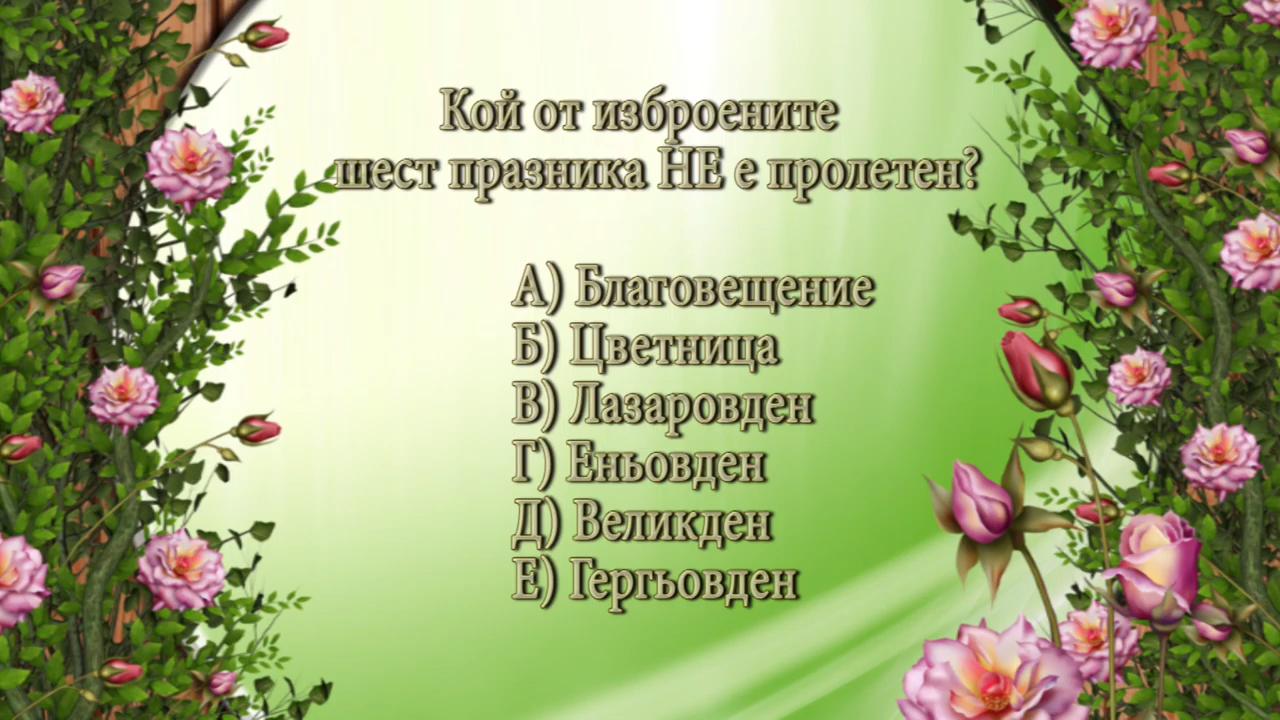 Кой от изброените
шест празника НЕ е пролетен?
А) Благовещение
Б) Цветница
В) Лазаровден
Г) Еньовден
Д) Великден
Е) Гергьовден